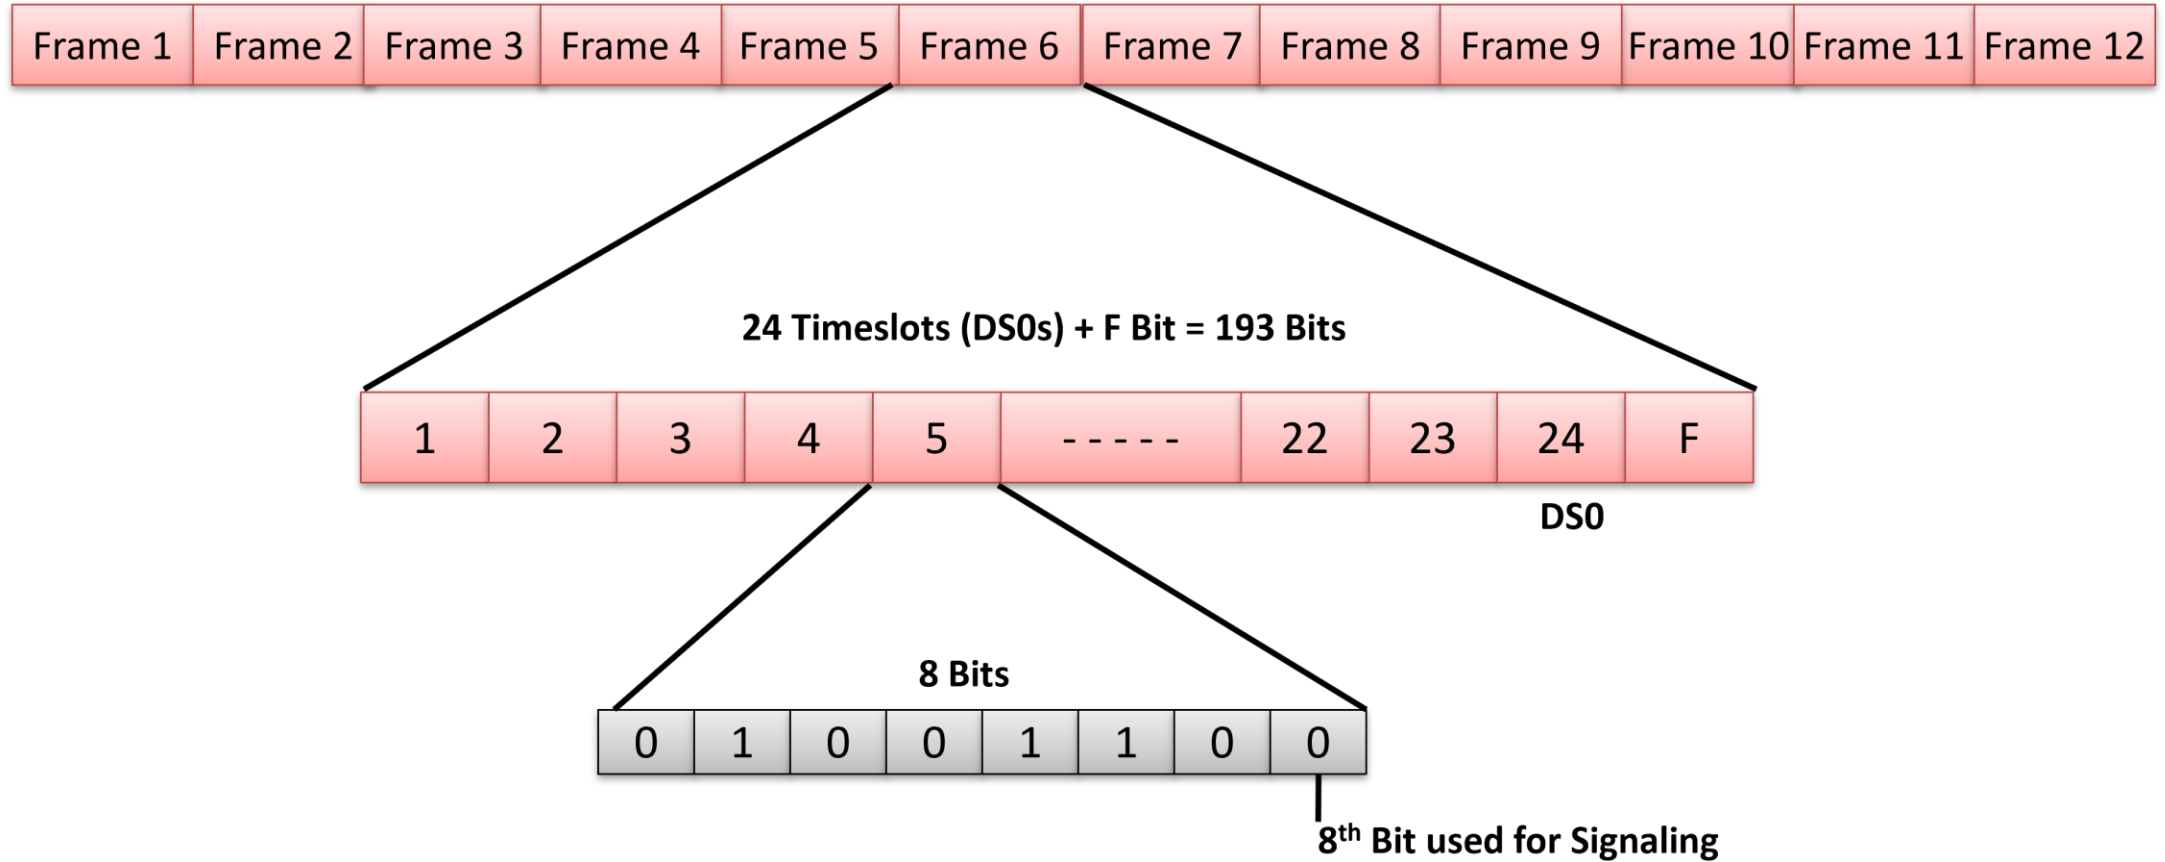 Frame 1 Frame 2 Frame 3 Frame 4 Frame 5 Frame 6 Frame 7 Frame 8 Frame 9 Frame 10 Frame 11 Frame 12
24 Timeslots (DS0s) + F Bit = 193 Bits
1 2 3 4 5 - - - - - 22 23 24 F
DS0
8 Bits
0 1 0 0 1 1 0 0
8th Bit used for Signaling